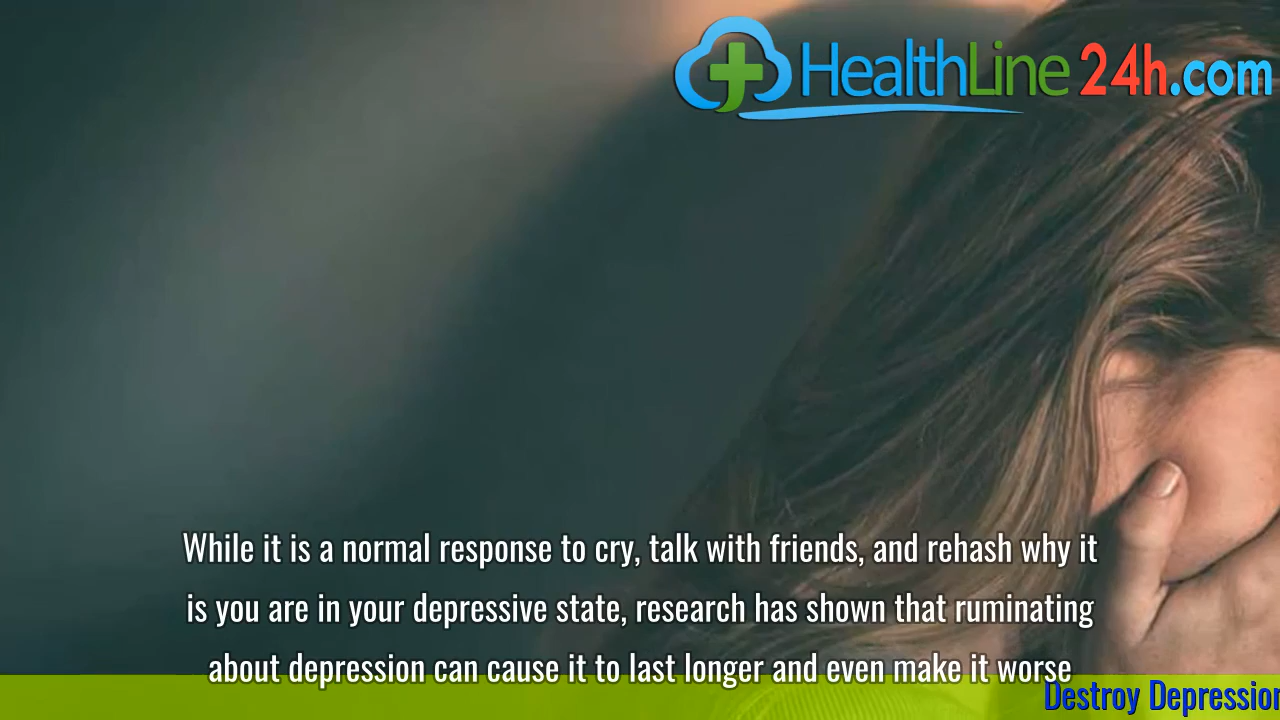 HealthLine24h.com
While it is a normal response to cry, talk with friends, and rehash why it
is you are in your depressive state, research has shown that ruminating
about depression can cause it to last longer and even make it worse
Destroy Depression